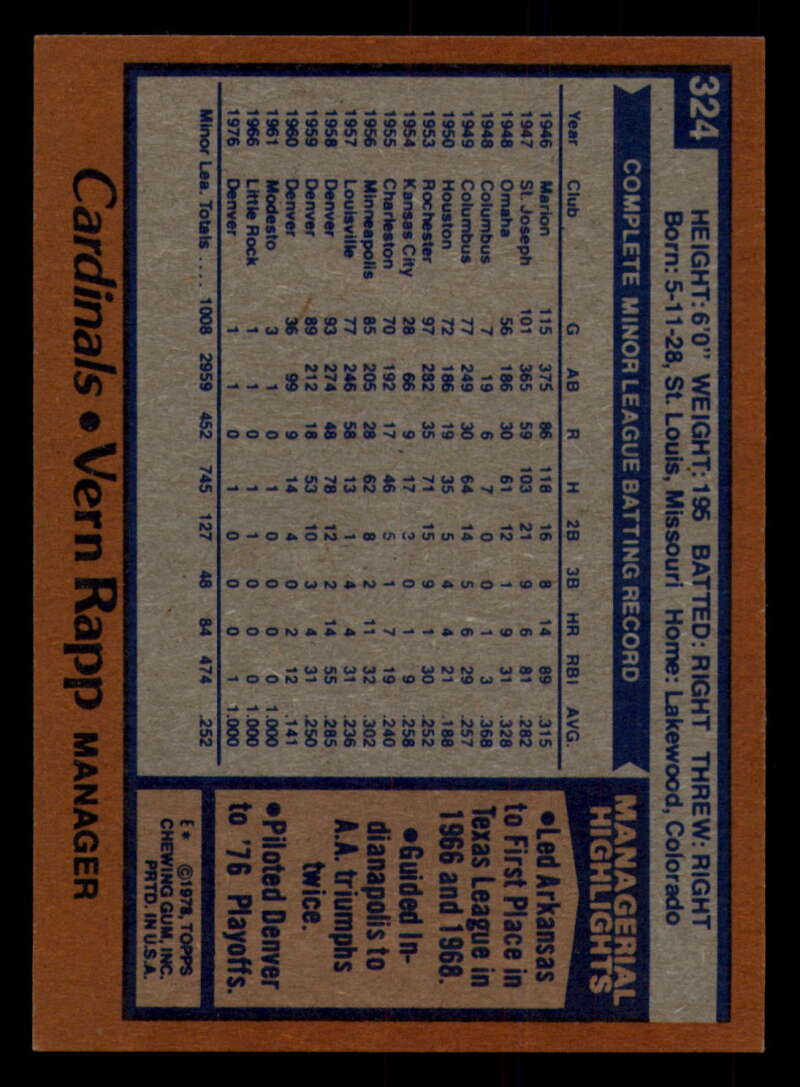 324
HEIGHT: 6'0" WEIGHT: 195 BATTED: RIGHT THREW: RIGHT
Born: 5-11-28, St. Louis, Missouri Home: Lakewood, Colorado
COMPLETE MINOR LEAGUE BATTING RECORD
Year Club G AB R H 2B 3B HR RBI AVG.
1946 Marion 115 375 86 118 16 8 14 89 .315
1947 St. Joseph 101 365 59 103 21 9 6 81 .282
1948 Omaha 56 186 30 61 12 1 9 31 .328
1948 Columbus 7 19 6 7 0 0 1 3 .368
1949 Columbus 77 249 30 64 14 5 6 29 .257
1950 Houston 72 186 19 35 5 4 4 21 .188
1953 Rochester 97 282 35 71 15 9 1 30 .252
1954 Kansas City 28 66 9 17 3 0 1 9 .258
1955 Charleston 70 192 17 46 5 1 7 19 .240
1956 Minneapolis 85 205 28 62 8 2 11 32 .302
1957 Louisville 77 246 58 13 1 4 4 31 .236
1958 Denver 93 274 48 78 12 2 14 55 .285
1959 Denver 89 212 18 53 10 3 4 31 .250
1960 Denver 36 99 9 14 4 0 2 12 .141
1961 Modesto 3 1 0 1 0 0 0 0 1.000
1966 Little Rock 1 1 0 1 1 0 0 0 1.000
1976 Denver 1 1 0 1 0 0 0 1 1.000
Minor Lea. Totals .... 1008 2959 452 745 127 48 84 474 .252
MANAGERIAL
HIGHLIGHTS
•Led Arkansas
to First Place in
Texas League in
1966 and 1968.
•Guided In-
dianapolis to
A.A. triumphs
twice.
•Piloted Denver
to '76 Playoffs.
E* ©1978, TOPPS
CHEWING GUM, INC.
PRTD. IN U.S.A.
Cardinals • Vern Rapp MANAGER